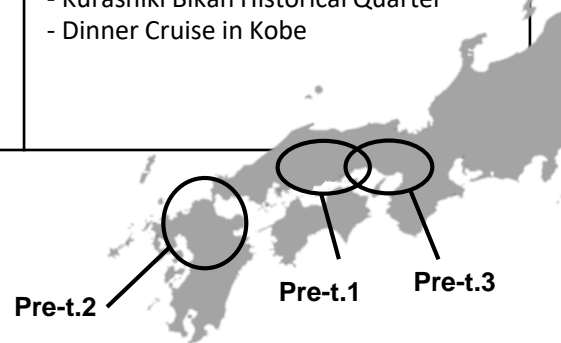 - Kurashiki Bikan Historical Quarter
- Dinner Cruise in Kobe
Pre-t.2
Pre-t.1
Pre-t.3